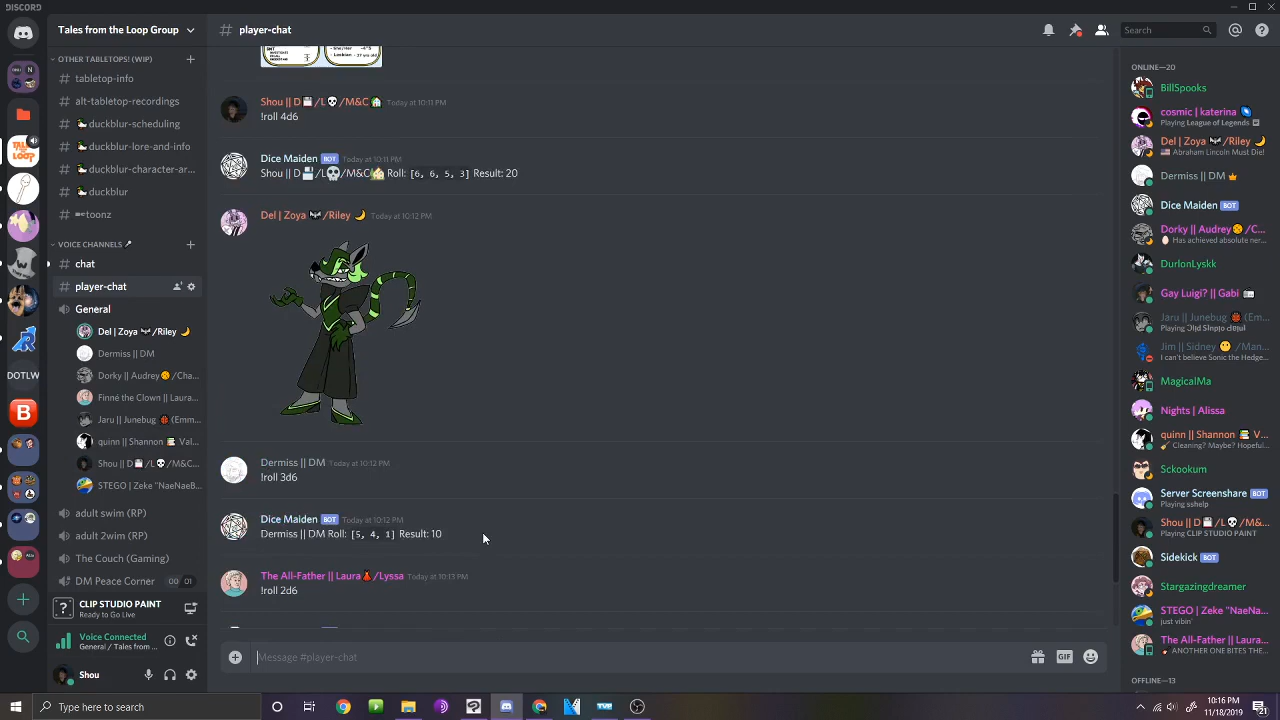 DISCORD
Tales from the Loop Group
# player-chat
Search
OTHER TABLETOPS! (WIP)
# tabletop-info
# alt-tabletop-recordings
# 🦆duckblur-scheding
# 🦆duckblur-lore-and-info
# 🦆duckblur-character-ar...
# 🦆duckblur
toonz
VOICE CHANNELS 🎤
# chat
# player-chat
General
Del | Zoya 🦇/Riley 🌙
Dermiss || DM
Dorky || Audrey🍪/Cha...
Finné the Clown || Laura...
Jaru || Junebug 🐞(Emm...
quinn || Shannon 📚 Val...
Shou || D💾/L💀/M&C...
STEGO | Zeke "NaeNaeB...
adult swim (RP)
adult 2wim (RP)
The Couch (Gaming)
DM Peace Corner 00 01
CLIP STUDIO PAINT
Ready to Go Live
Voice Connected
General / Tales from ...
Shou
DOTLW
Shou || D💾/L💀/M&C🏠 Today at 10:11 PM
!roll 4d6
Dice Maiden BOT Today at 10:11 PM
Shou || D💾/L💀/M&C🏠 Roll: [6, 6, 5, 3] Result: 20
Del | Zoya 🦇/Riley 🌙 Today at 10:12 PM
Dermiss || DM Today at 10:12 PM
!roll 3d6
Dice Maiden BOT Today at 10:12 PM
Dermiss || DM Roll: [5, 4, 1] Result: 10
The All-Father || Laura💃/Lyssa Today at 10:13 PM
!roll 2d6
Message #player-chat
GIF
ONLINE—20
BillSpooks
cosmic | katerina
Playing League of Legends
Del | Zoya 🦇/Riley 🌙
Abraham Lincoln Must Die!
Dermiss || DM 👑
Dice Maiden BOT
Dorky || Audrey🍪/C...
Has achieved absolute ner...
DurlonLyskk
Gay Luigi? || Gabi 📻
Jaru || Junebug 🐞(Em...
Jim || Sidney 😶/Man...
I can't believe Sonic the Hedge...
MagicalMa
Nights | Alissa
quinn || Shannon 📚 V...
Cleaning? Maybe? Hopeful...
Sckookum
Server Screenshare BOT
Playing sshelp
Shou || D💾/L💀/M&...
Playing CLIP STUDIO PAINT
Sidekick BOT
Stargazingdreamer
STEGO | Zeke "NaeNa...
just vibin'
The All-Father || Laur...
ANOTHER ONE BITES THE...
OFFLINE—13
Type here to search
10:16 PM
11/18/2019